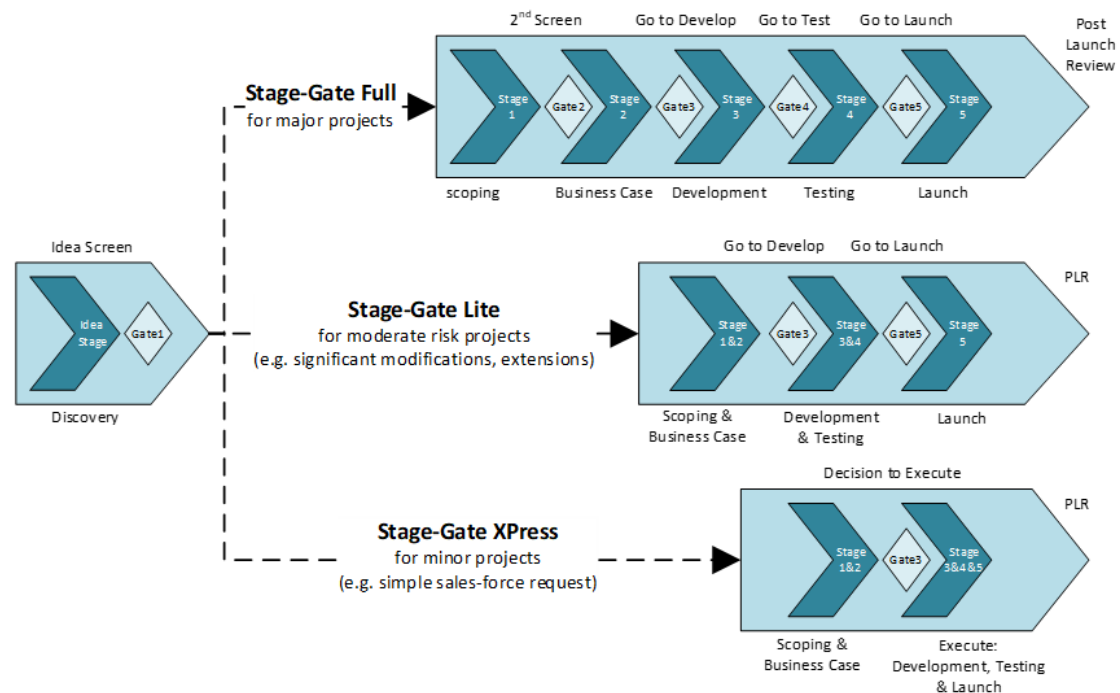 2nd Screen
Go to Develop
Go to Test
Go to Launch
Post
Launch
Review
Stage-Gate Full
for major projects
Stage
1
Gate2
Stage
2
Gate3
Stage
3
Gate4
Stage
4
Gate5
Stage
5
scoping
Business Case
Development
Testing
Launch
Idea Screen
Idea
Stage
Gate1
Discovery
Go to Develop
Go to Launch
PLR
Stage-Gate Lite
for moderate risk projects
(e.g. significant modifications, extensions)
Stage
1&2
Gate3
Stage
3&4
Gate5
Stage
5
Scoping &
Business Case
Development
& Testing
Launch
Decision to Execute
PLR
Stage-Gate XPress
for minor projects
(e.g. simple sales-force request)
Stage
1&2
Gate3
Stage
3&4&5
Scoping &
Business Case
Execute:
Development, Testing
& Launch